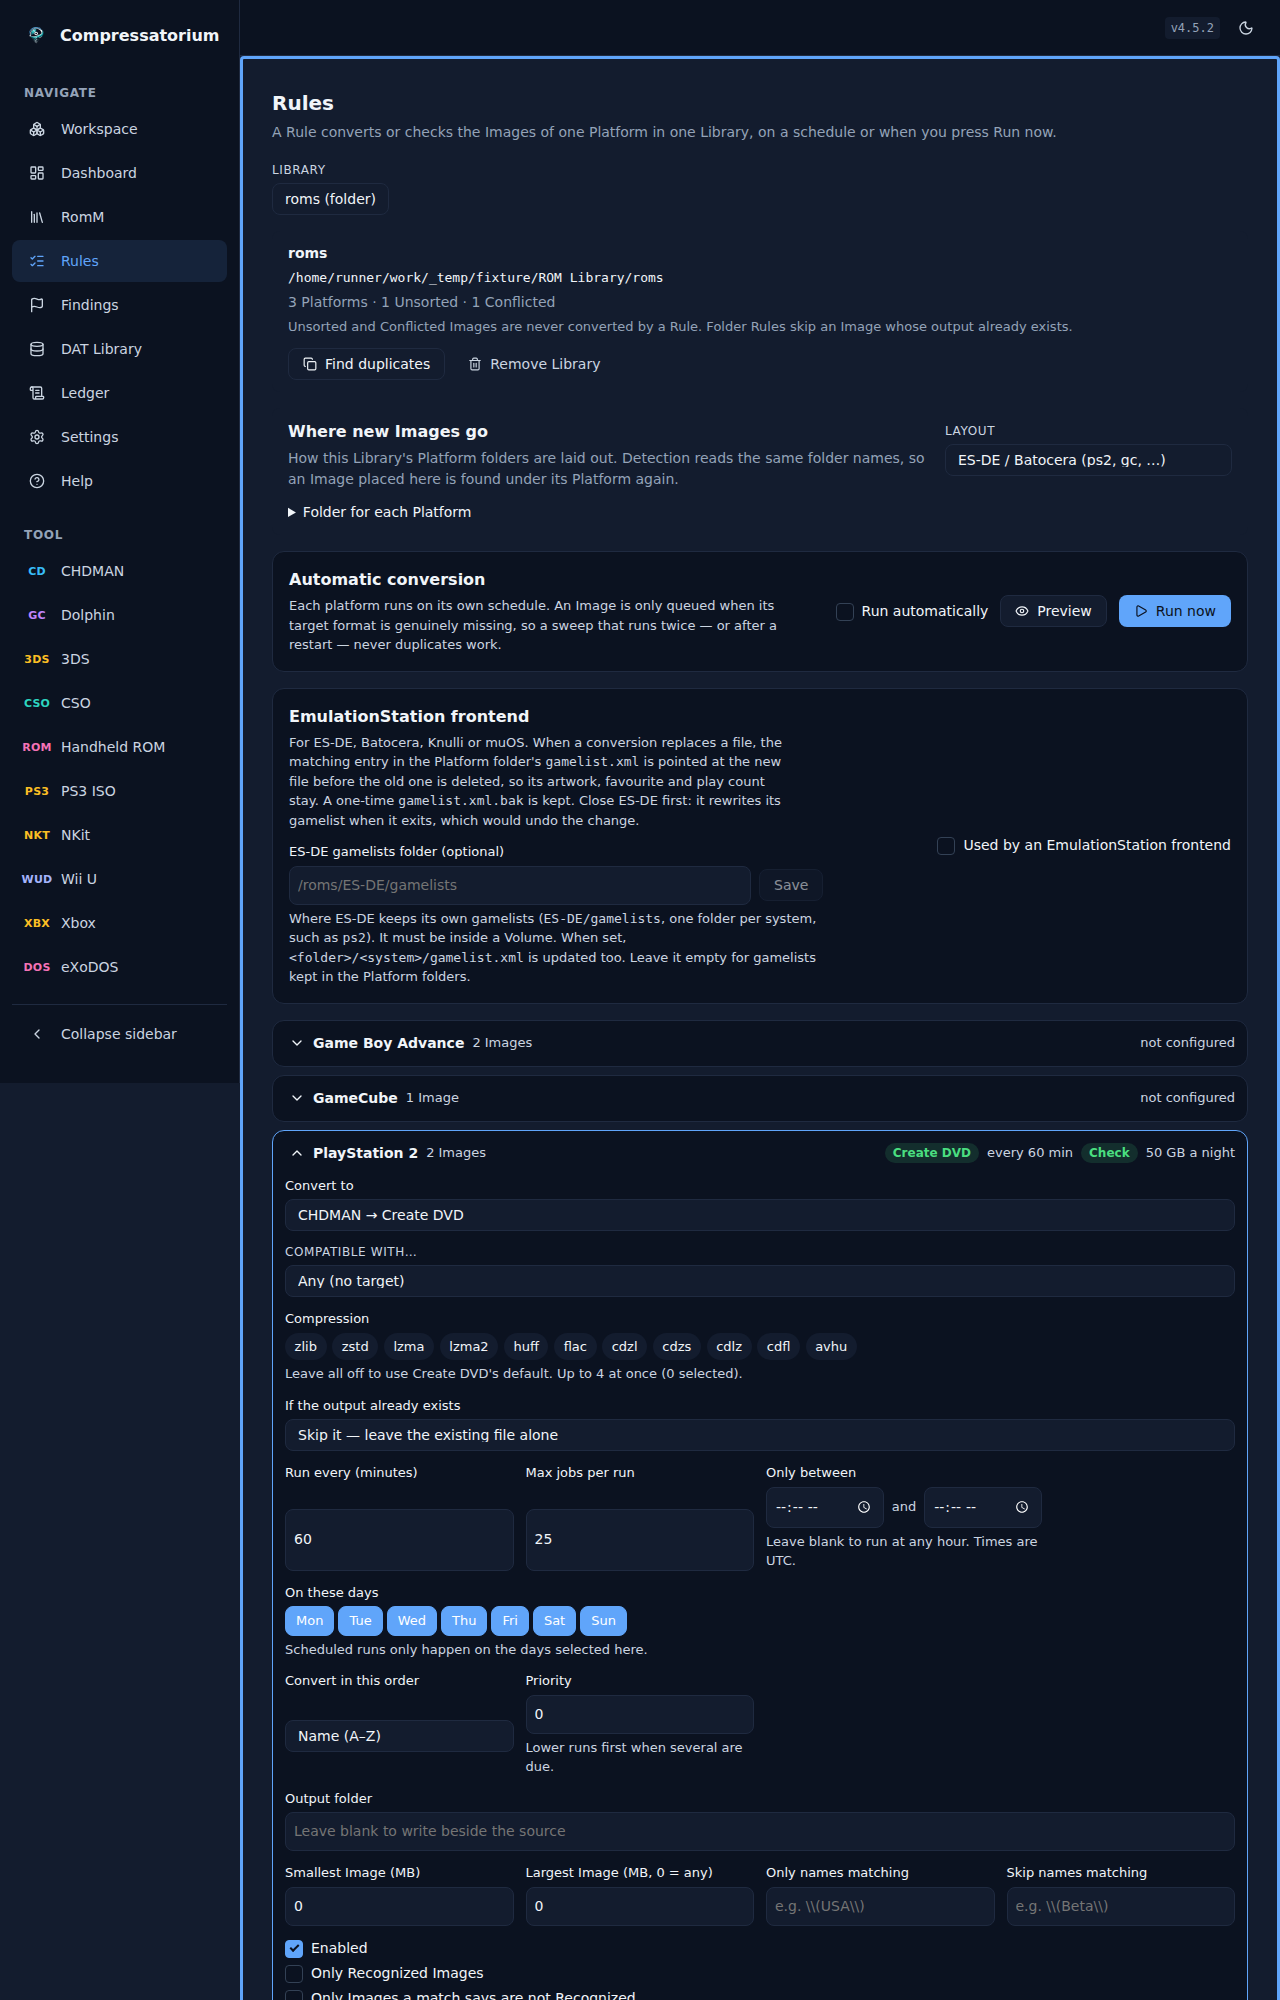 Compressatorium
v4.5.2
NAVIGATE
Workspace
Dashboard
RomM
Rules
Findings
DAT Library
Ledger
Settings
Help
TOOL
CD CHDMAN
GC Dolphin
3DS 3DS
CSO CSO
ROM Handheld ROM
PS3 PS3 ISO
NKT NKit
WUD Wii U
XBX Xbox
DOS eXoDOS
Collapse sidebar
Rules
A Rule converts or checks the Images of one Platform in one Library, on a schedule or when you press Run now.
LIBRARY
roms (folder)
roms
/home/runner/work/_temp/fixture/ROM Library/roms
3 Platforms · 1 Unsorted · 1 Conflicted
Unsorted and Conflicted Images are never converted by a Rule. Folder Rules skip an Image whose output already exists.
Find duplicates Remove Library
Where new Images go
How this Library's Platform folders are laid out. Detection reads the same folder names, so
an Image placed here is found under its Platform again.
LAYOUT
ES-DE / Batocera (ps2, gc, ...)
Folder for each Platform
Automatic conversion
Each platform runs on its own schedule. An Image is only queued when its
target format is genuinely missing, so a sweep that runs twice — or after a
restart — never duplicates work.
Run automatically Preview Run now
EmulationStation frontend
For ES-DE, Batocera, Knulli or muOS. When a conversion replaces a file, the
matching entry in the Platform folder's gamelist.xml is pointed at the new
file before the old one is deleted, so its artwork, favourite and play count
stay. A one-time gamelist.xml.bak is kept. Close ES-DE first: it rewrites its
gamelist when it exits, which would undo the change.
ES-DE gamelists folder (optional)
/roms/ES-DE/gamelists Save
Where ES-DE keeps its own gamelists (ES-DE/gamelists, one folder per system,
such as ps2). It must be inside a Volume. When set,
<folder>/<system>/gamelist.xml is updated too. Leave it empty for gamelists
kept in the Platform folders.
Used by an EmulationStation frontend
Game Boy Advance 2 Images not configured
GameCube 1 Image not configured
PlayStation 2 2 Images Create DVD every 60 min Check 50 GB a night
Convert to
CHDMAN → Create DVD
COMPATIBLE WITH...
Any (no target)
Compression
zlib zstd lzma lzma2 huff flac cdzl cdzs cdlz cdfl avhu
Leave all off to use Create DVD's default. Up to 4 at once (0 selected).
If the output already exists
Skip it — leave the existing file alone
Run every (minutes) Max jobs per run Only between
60 25 --:-- -- and --:-- --
Leave blank to run at any hour. Times are
UTC.
On these days
Mon Tue Wed Thu Fri Sat Sun
Scheduled runs only happen on the days selected here.
Convert in this order Priority
Name (A–Z) 0
Lower runs first when several are
due.
Output folder
Leave blank to write beside the source
Smallest Image (MB) Largest Image (MB, 0 = any) Only names matching Skip names matching
0 0 e.g. \\(USA\\) e.g. \\(Beta\\)
Enabled
Only Recognized Images
Only Images a match says are not Recognized